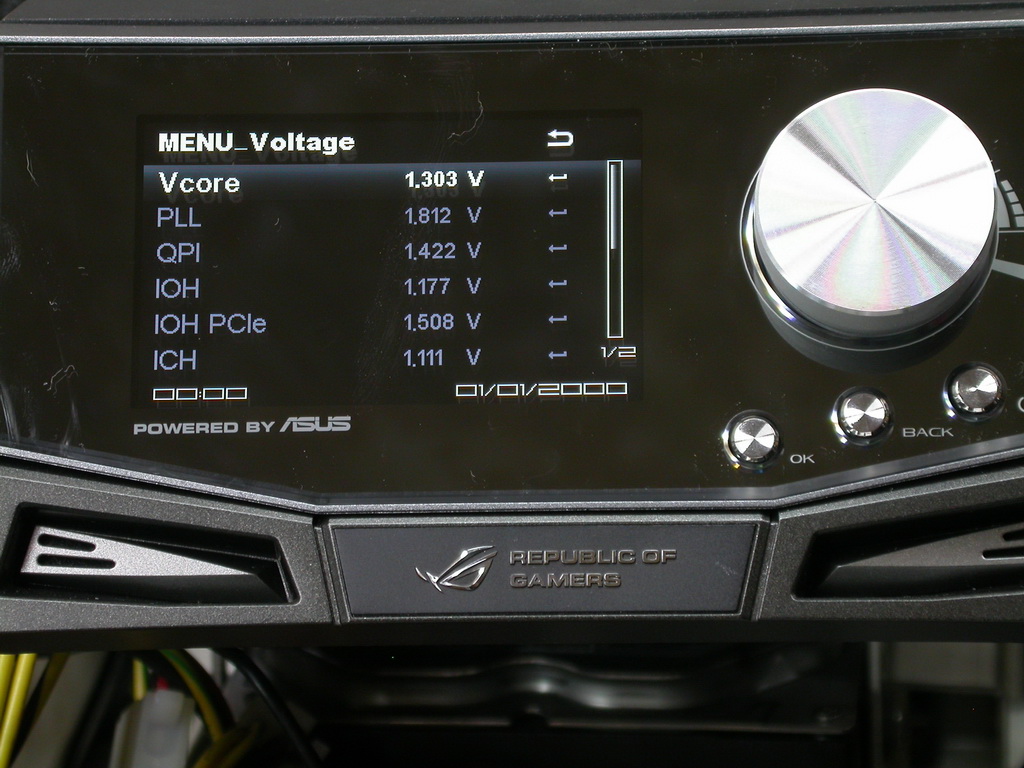 MENU_Voltage
Vcore 1.303 V
PLL 1.812 V
QPI 1.422 V
IOH 1.177 V
IOH PCIe 1.508 V
ICH 1.111 V
1/2
00:00 01/01/2000
POWERED BY ASUS
OK
BACK
REPUBLIC OF
GAMERS